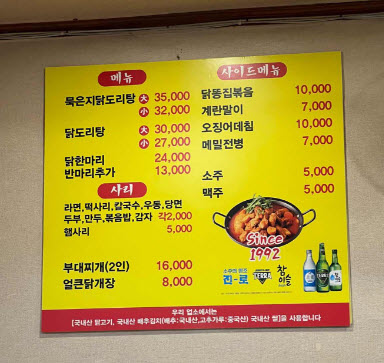 메뉴
묵은지닭도리탕 大 35,000
小 32,000
닭도리탕 大 30,000
小 27,000
닭한마리 24,000
반마리추가 13,000
사리
라면,떡사리,칼국수,우동,당면
두부,만두,볶음밥,감자 각2,000
햄사리 5,000
부대찌개(2인) 16,000
얼큰닭개장 8,000
사이드메뉴
닭똥집볶음 10,000
계란말이 7,000
오징어데침 10,000
메밀전병 7,000
소주 5,000
맥주 5,000
Since
1992
진로
TERRA
참이슬
우리 업소에서는
[국내산 닭고기, 국내산 배추김치(배추:국내산,고추가루:중국산) 국내산 쌀]을 사용합니다